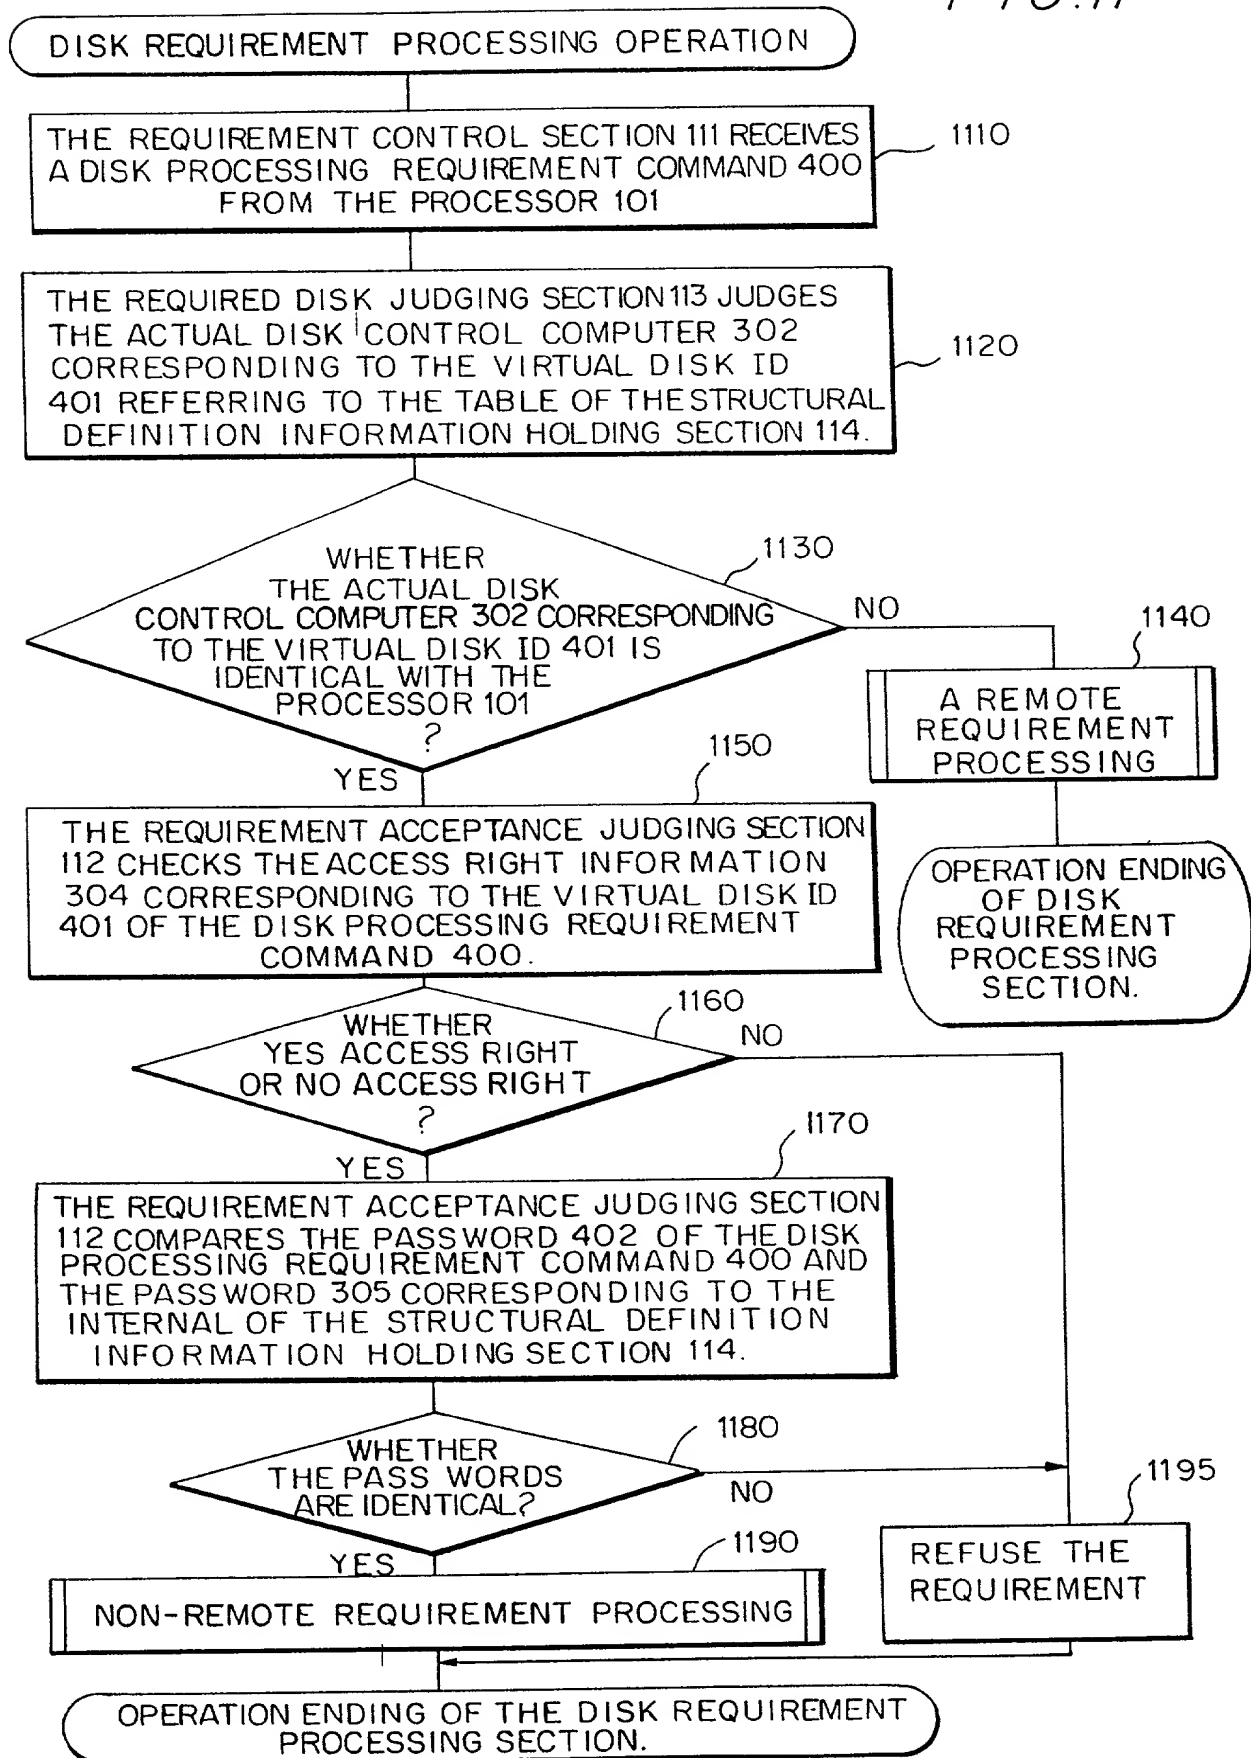 FIG. 11
DISK REQUIREMENT PROCESSING OPERATION
THE REQUIREMENT CONTROL SECTION 111 RECEIVES
A DISK PROCESSING REQUIREMENT COMMAND 400
FROM THE PROCESSOR 101
1110
THE REQUIRED DISK JUDGING SECTION 113 JUDGES
THE ACTUAL DISK CONTROL COMPUTER 302
CORRESPONDING TO THE VIRTUAL DISK ID
401 REFERRING TO THE TABLE OF THE STRUCTURAL
DEFINITION INFORMATION HOLDING SECTION 114.
1120
WHETHER
THE ACTUAL DISK
CONTROL COMPUTER 302 CORRESPONDING
TO THE VIRTUAL DISK ID 401 IS
IDENTICAL WITH THE
PROCESSOR 101
?
1130
NO
YES
1140
A REMOTE
REQUIREMENT
PROCESSING
OPERATION ENDING
OF DISK
REQUIREMENT
PROCESSING
SECTION.
1150
THE REQUIREMENT ACCEPTANCE JUDGING SECTION
112 CHECKS THE ACCESS RIGHT INFORMATION
304 CORRESPONDING TO THE VIRTUAL DISK ID
401 OF THE DISK PROCESSING REQUIREMENT
COMMAND 400.
WHETHER
YES ACCESS RIGHT
OR NO ACCESS RIGHT
?
1160
NO
YES
1170
THE REQUIREMENT ACCEPTANCE JUDGING SECTION
112 COMPARES THE PASSWORD 402 OF THE DISK
PROCESSING REQUIREMENT COMMAND 400 AND
THE PASSWORD 305 CORRESPONDING TO THE
INTERNAL OF THE STRUCTURAL DEFINITION
INFORMATION HOLDING SECTION 114.
WHETHER
THE PASS WORDS
ARE IDENTICAL?
1180
NO
YES
1190
NON-REMOTE REQUIREMENT PROCESSING
1195
REFUSE THE
REQUIREMENT
OPERATION ENDING OF THE DISK REQUIREMENT
PROCESSING SECTION.